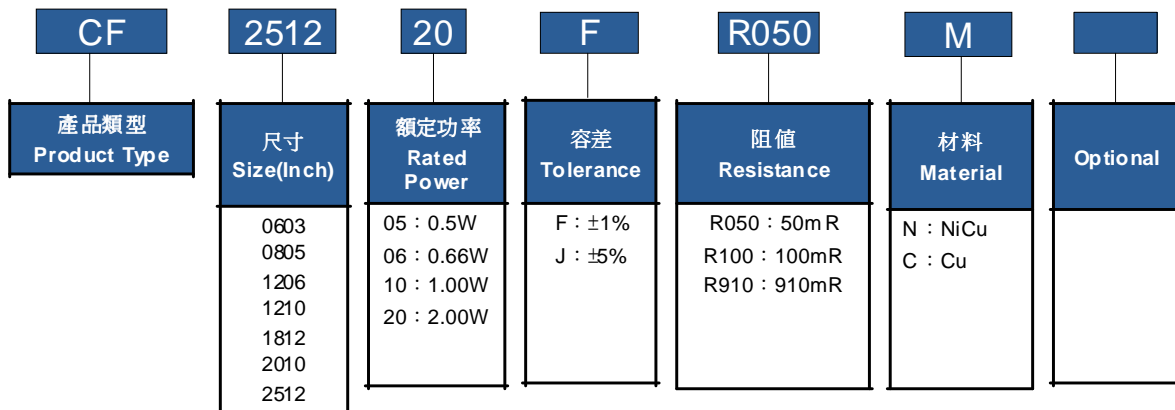 CF 2512 20 F R050 M
產品類型
Product Type
尺寸
Size(Inch)
額定功率
Rated
Power
容差
Tolerance
阻值
Resistance
材料
Material
Optional
0603
0805
1206
1210
1812
2010
2512
05：0.5W
06：0.66W
10：1.00W
20：2.00W
F：±1%
J：±5%
R050：50mR
R100：100mR
R910：910mR
N：NiCu
C：Cu